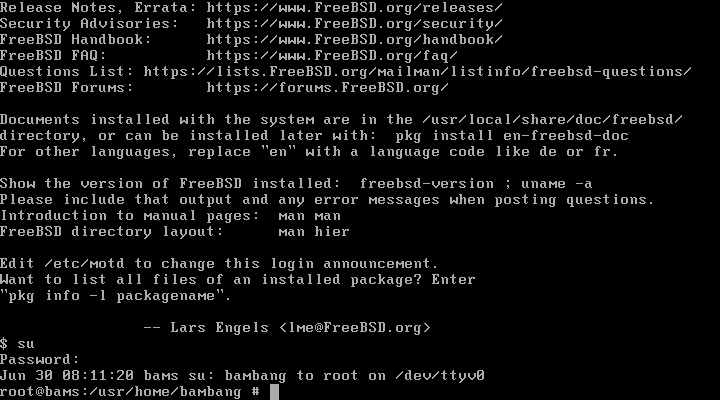 Release Notes, Errata: https://www.FreeBSD.org/releases/
Security Advisories:   https://www.FreeBSD.org/security/
FreeBSD Handbook:      https://www.FreeBSD.org/handbook/
FreeBSD FAQ:           https://www.FreeBSD.org/faq/
Questions List: https://lists.FreeBSD.org/mailman/listinfo/freebsd-questions/
FreeBSD Forums:        https://forums.FreeBSD.org/

Documents installed with the system are in the /usr/local/share/doc/freebsd/
directory, or can be installed later with:  pkg install en-freebsd-doc
For other languages, replace "en" with a language code like de or fr.

Show the version of FreeBSD installed:  freebsd-version ; uname -a
Please include that output and any error messages when posting questions.
Introduction to manual pages:  man man
FreeBSD directory layout:      man hier

Edit /etc/motd to change this login announcement.
Want to list all files of an installed package? Enter
"pkg info -l packagename".

                -- Lars Engels <lme@FreeBSD.org>
$ su
Password:
Jun 30 08:11:20 bams su: bambang to root on /dev/ttyv0
root@bams:/usr/home/bambang #